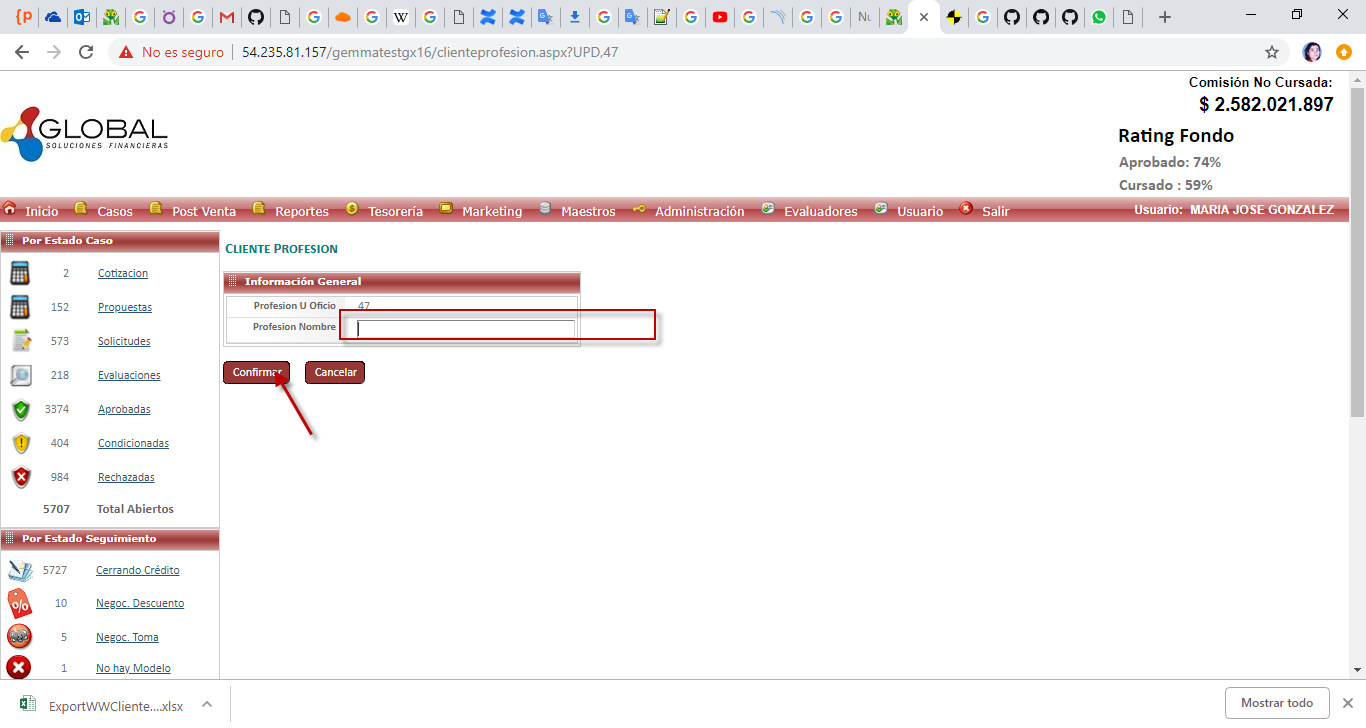 No es seguro
54.235.81.157/gemmatestgx16/clienteprofesion.aspx?UPD,47
Comisión No Cursada:
$ 2.582.021.897
Rating Fondo
Aprobado: 74%
Cursado : 59%
GLOBAL
SOLUCIONES FINANCIERAS
Inicio Casos Post Venta Reportes Tesorería Marketing Maestros Administración Evaluadores Usuario Salir Usuario: MARIA JOSE GONZALEZ
Por Estado Caso
2 Cotizacion
152 Propuestas
573 Solicitudes
218 Evaluaciones
3374 Aprobadas
404 Condicionadas
984 Rechazadas
5707 Total Abiertos
Por Estado Seguimiento
5727 Cerrando Crédito
10 Negoc. Descuento
5 Negoc. Toma
1 No hay Modelo
CLIENTE PROFESION
Información General
Profesion U Oficio 47
Profesion Nombre
Confirmar Cancelar
ExportWWCliente....xlsx
Mostrar todo